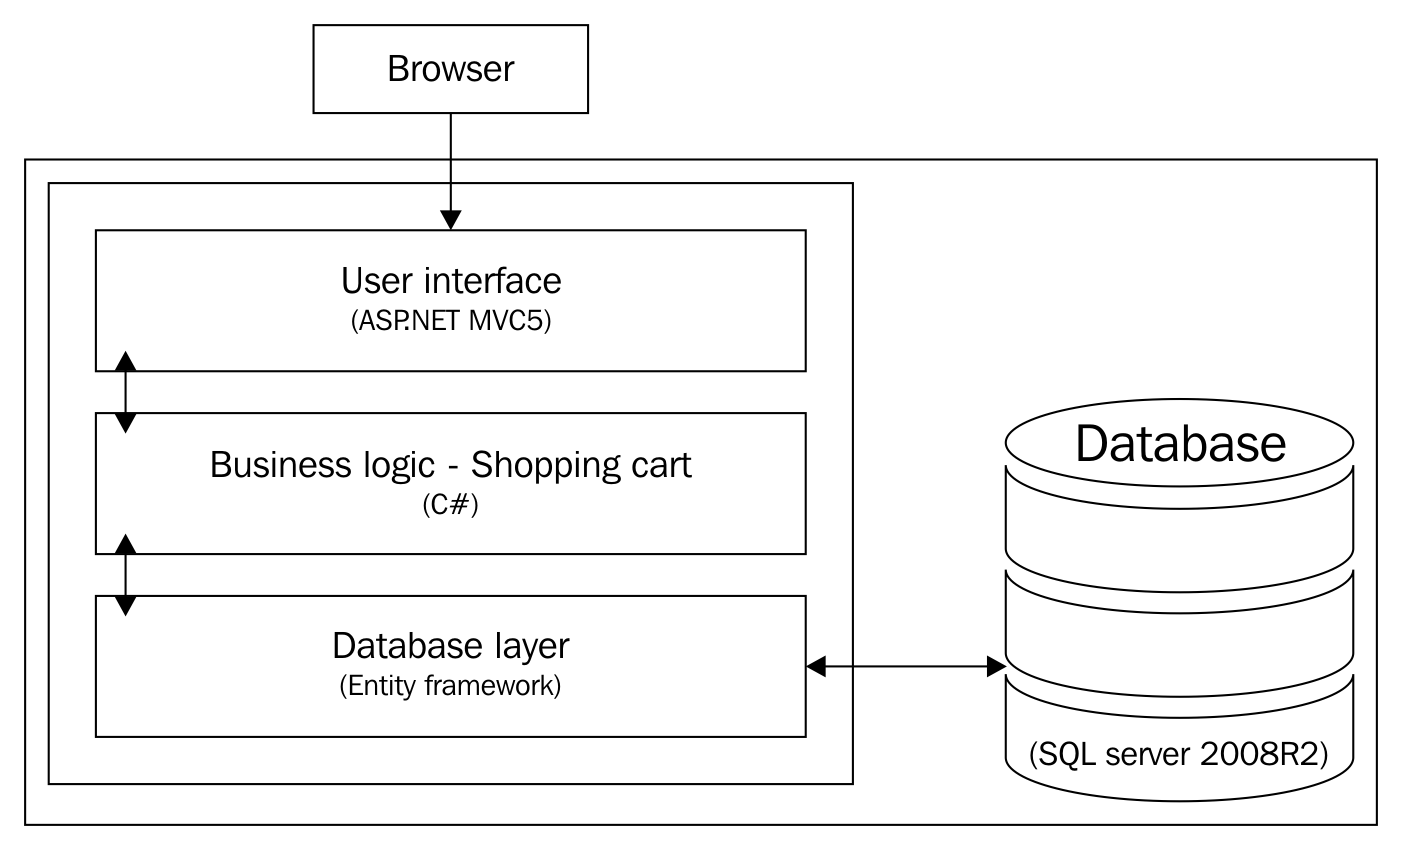 Browser
User interface
(ASP.NET MVC5)
Business logic - Shopping cart
(C#)
Database layer
(Entity framework)
Database
(SQL server 2008R2)